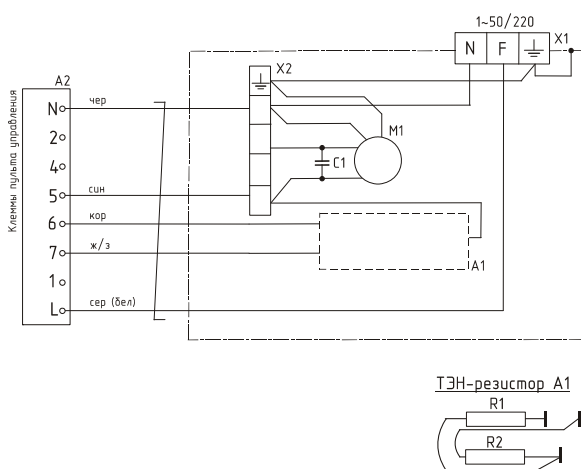 1~50/220
N F X1
A2
X2
Клеммы пульта управления
N чер
2
4
5 син
6 кор
7 ж/з
1
L сер (бел)
M1
C1
A1
ТЭН-резистор А1
R1
R2